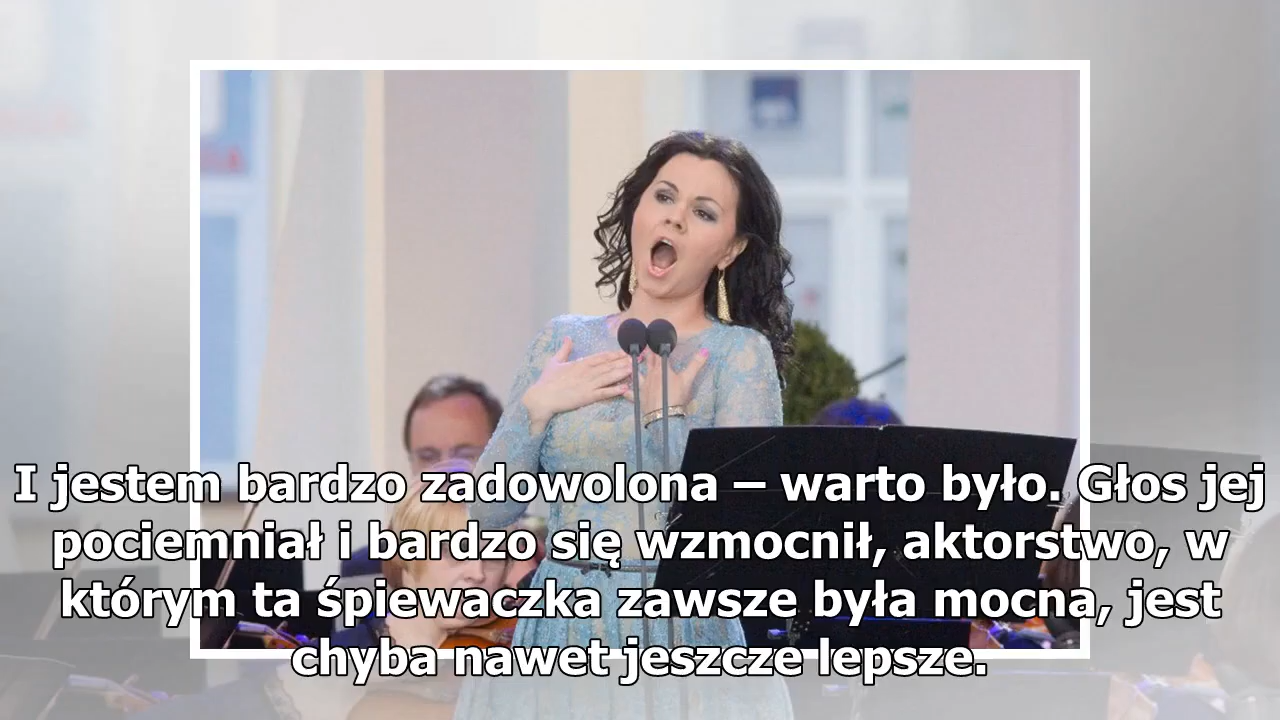 I jestem bardzo zadowolona – warto było. Głos jej
pociemniał i bardzo się wzmocnił, aktorstwo, w
którym ta śpiewaczka zawsze była mocna, jest
chyba nawet jeszcze lepsze.